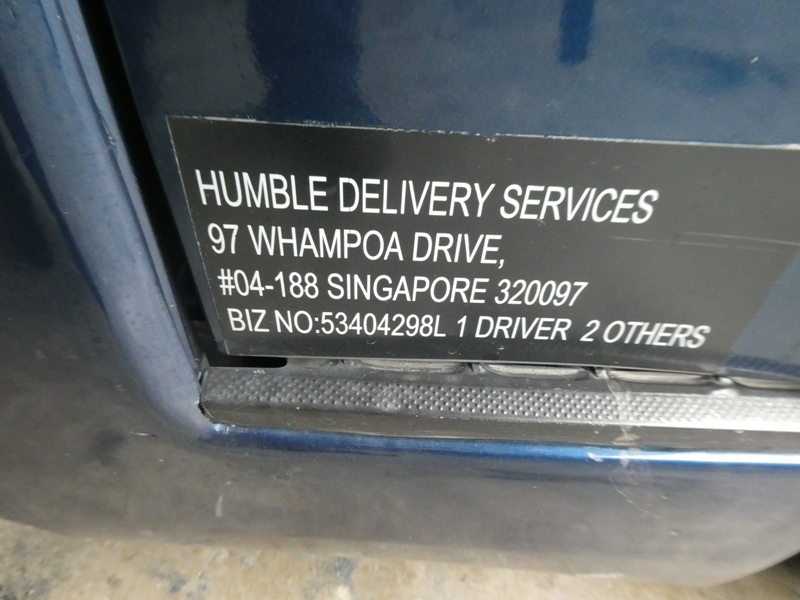 HUMBLE DELIVERY SERVICES
97 WHAMPOA DRIVE,
#04-188 SINGAPORE 320097
BIZ NO:53404298L 1 DRIVER 2 OTHERS